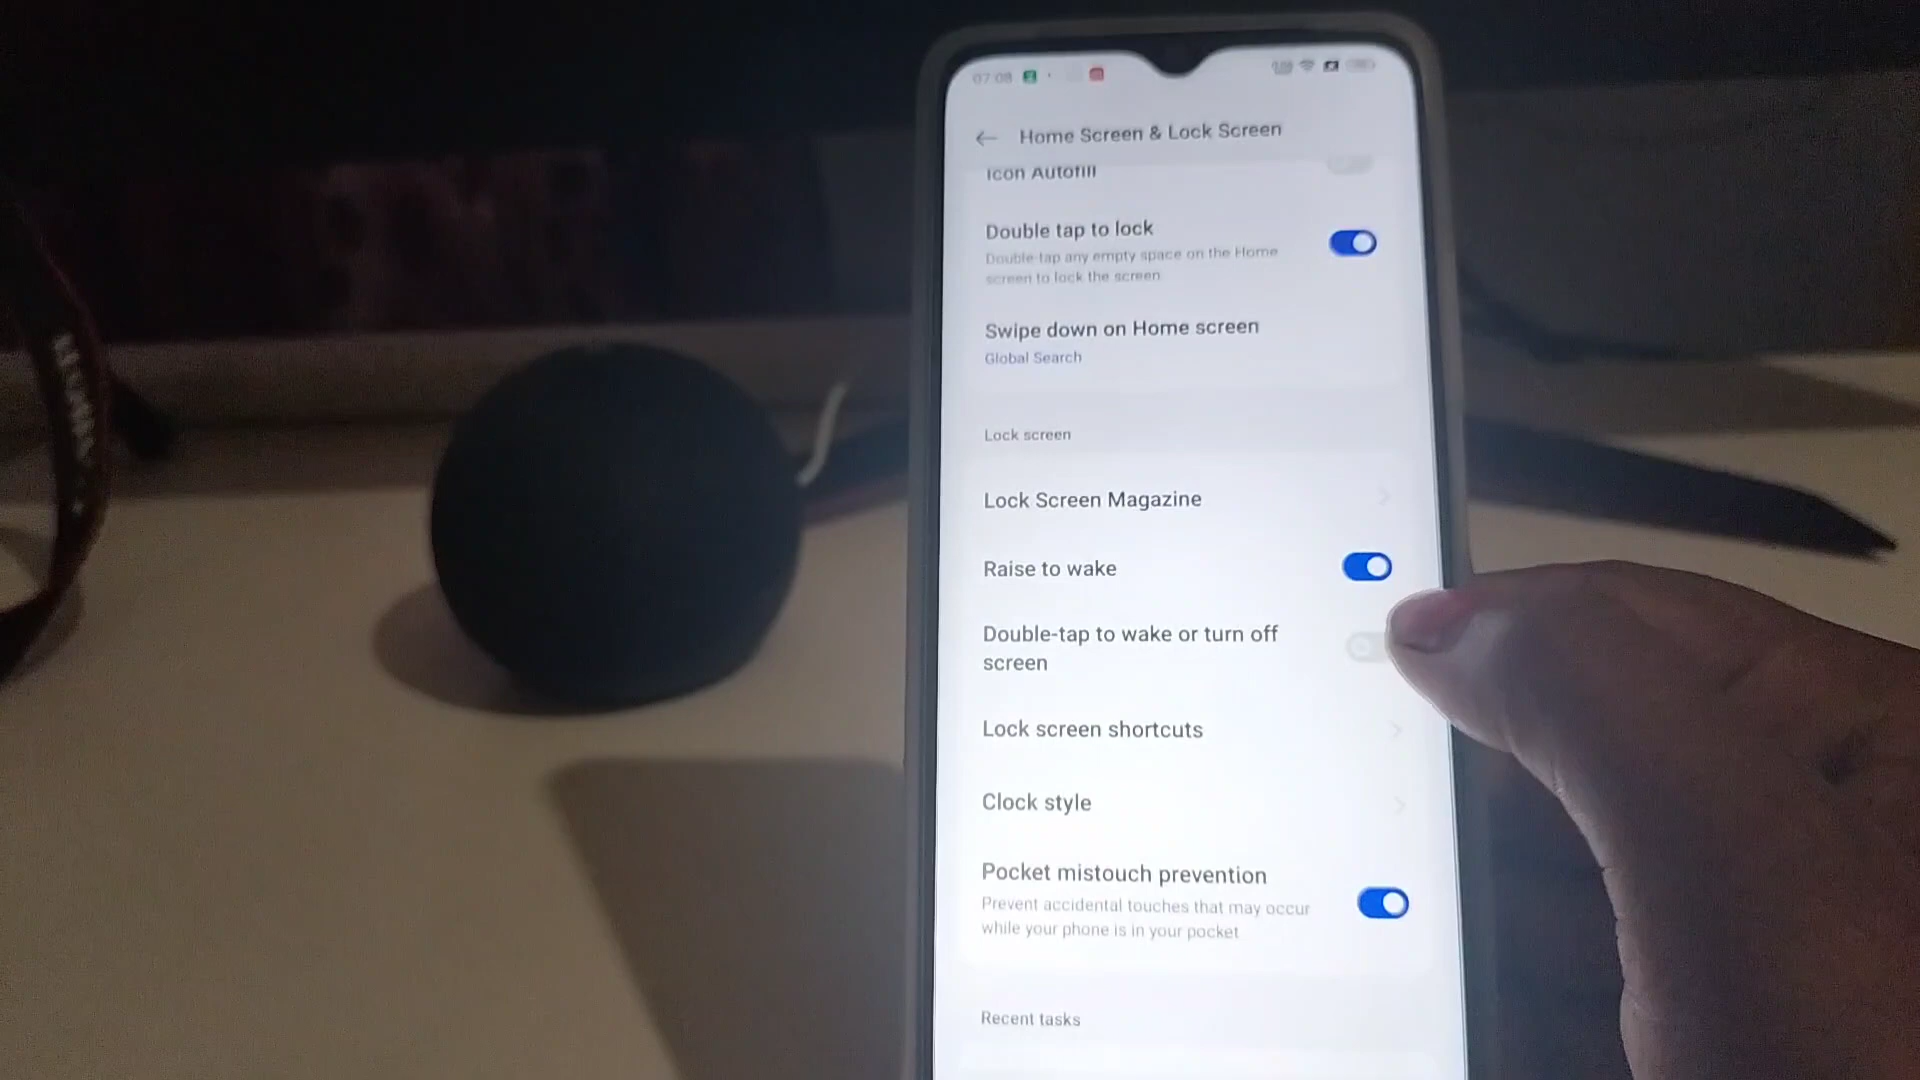 07:08
Home Screen & Lock Screen
Icon Autofill
Double tap to lock
Double-tap any empty space on the Home
screen to lock the screen
Swipe down on Home screen
Global Search
Lock screen
Lock Screen Magazine
Raise to wake
Double-tap to wake or turn off
screen
Lock screen shortcuts
Clock style
Pocket mistouch prevention
Prevent accidental touches that may occur
while your phone is in your pocket
Recent tasks